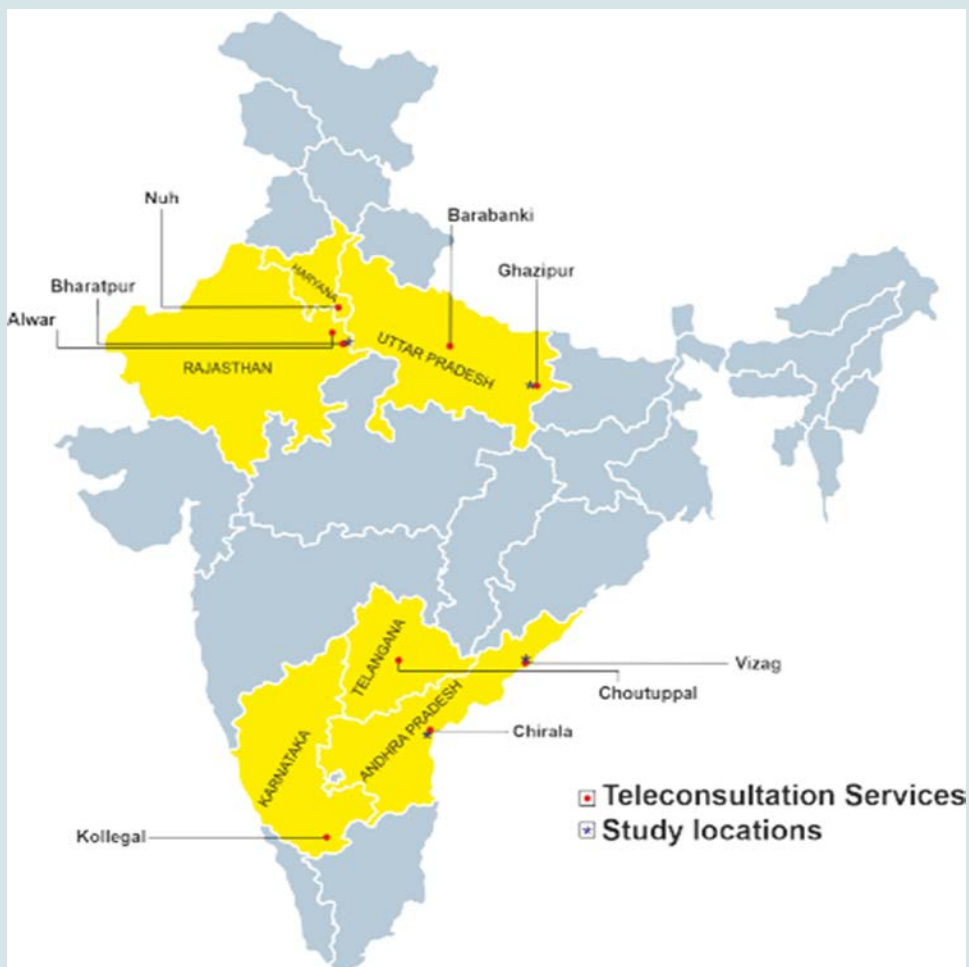 Nuh
Barabanki
Ghazipur
Bharatpur
Alwar
HARYANA
UTTAR PRADESH
RAJASTHAN
TELANGANA
Vizag
Choutuppal
ANDHRA PRADESH
Chirala
KARNATAKA
Teleconsultation Services
Study locations
Kollegal